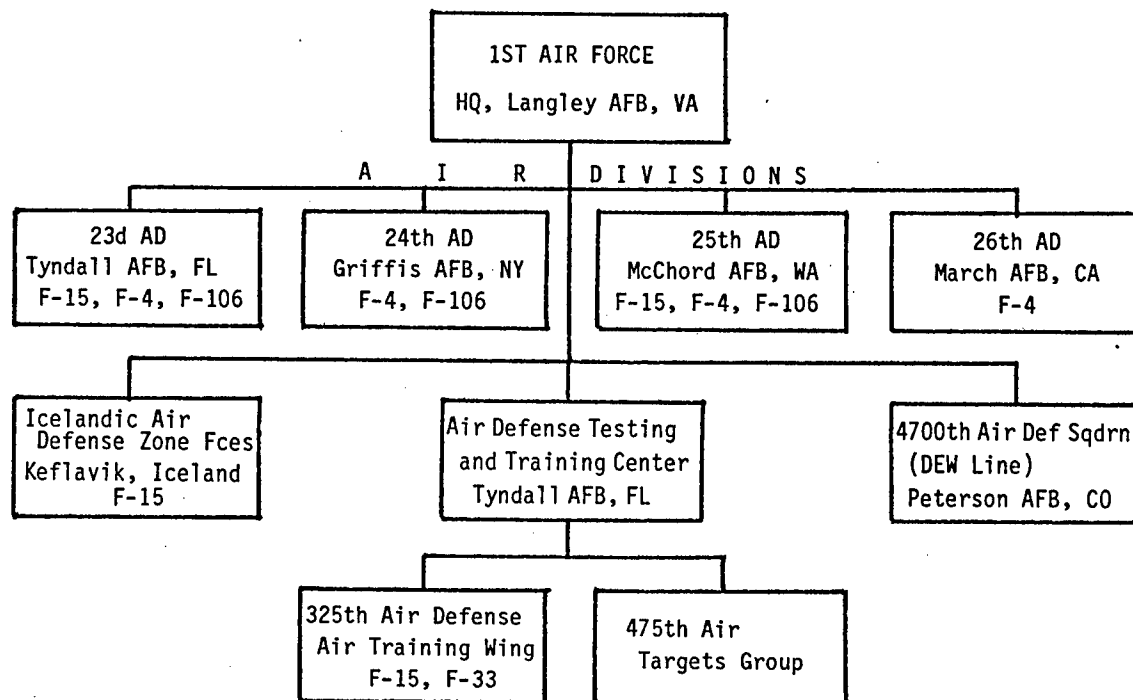 1ST AIR FORCE
HQ, Langley AFB, VA
A I R D I V I S I O N S
23d AD
Tyndall AFB, FL
F-15, F-4, F-106
24th AD
Griffis AFB, NY
F-4, F-106
25th AD
McChord AFB, WA
F-15, F-4, F-106
26th AD
March AFB, CA
F-4
Icelandic Air
Defense Zone Fces
Keflavik, Iceland
F-15
Air Defense Testing
and Training Center
Tyndall AFB, FL
4700th Air Def Sqdrn
(DEW Line)
Peterson AFB, CO
325th Air Defense
Air Training Wing
F-15, F-33
475th Air
Targets Group